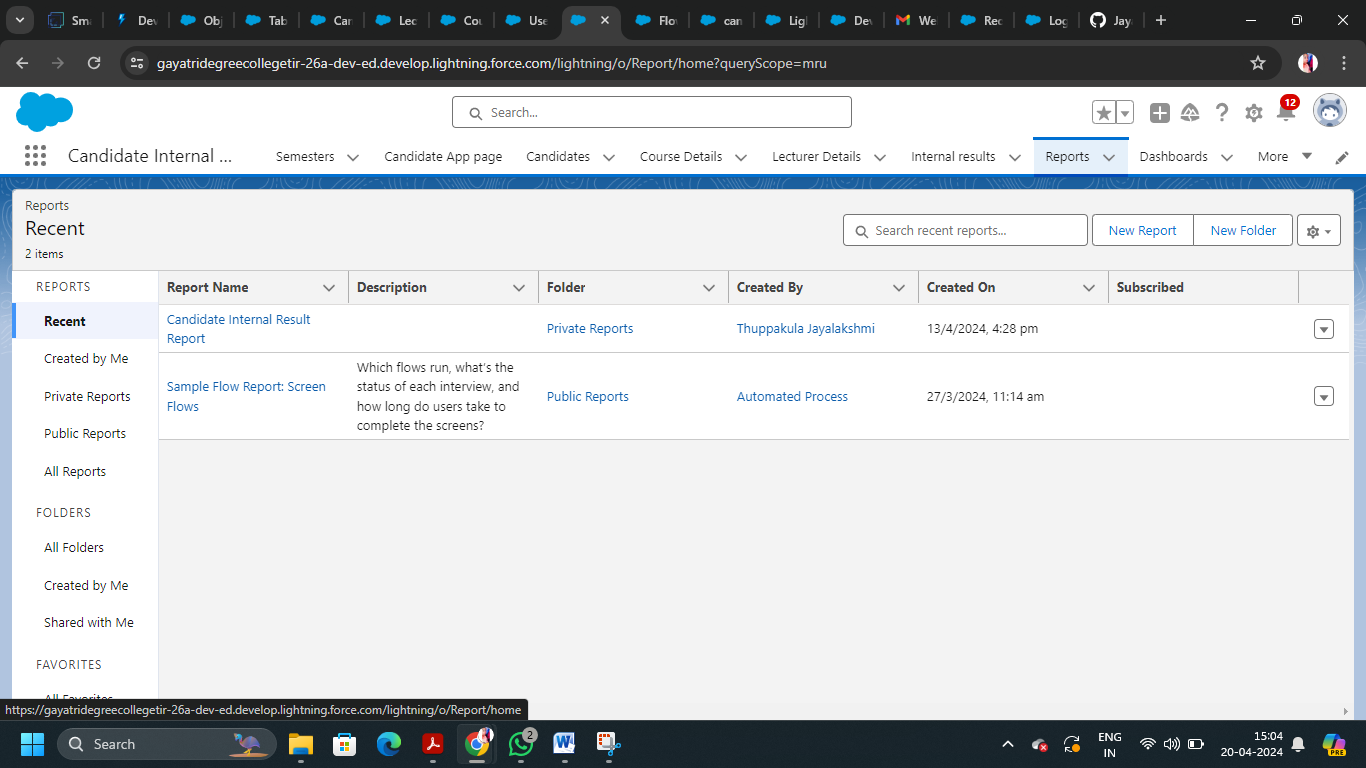 Sma
Dev
Obj
Tab
Car
Lec
Cou
Use
Flo
can
Ligl
Dev
We
Rec
Log
Jay
gayatridegreecollegetir-26a-dev-ed.develop.lightning.force.com/lightning/o/Report/home?queryScope=mru
Search...
12
Candidate Internal ...
Semesters
Candidate App page
Candidates
Course Details
Lecturer Details
Internal results
Reports
Dashboards
More
Reports
Recent
2 items
Search recent reports...
New Report
New Folder
REPORTS
Recent
Created by Me
Private Reports
Public Reports
All Reports
FOLDERS
All Folders
Created by Me
Shared with Me
FAVORITES
All Favorites
Report Name
Description
Folder
Created By
Created On
Subscribed
Candidate Internal Result
Report
Private Reports
Thuppakula Jayalakshmi
13/4/2024, 4:28 pm
Sample Flow Report: Screen
Flows
Which flows run, what's the
status of each interview, and
how long do users take to
complete the screens?
Public Reports
Automated Process
27/3/2024, 11:14 am
https://gayatridegreecollegetir-26a-dev-ed.develop.lightning.force.com/lightning/o/Report/home
Search
2
ENG
IN
15:04
20-04-2024
PRE